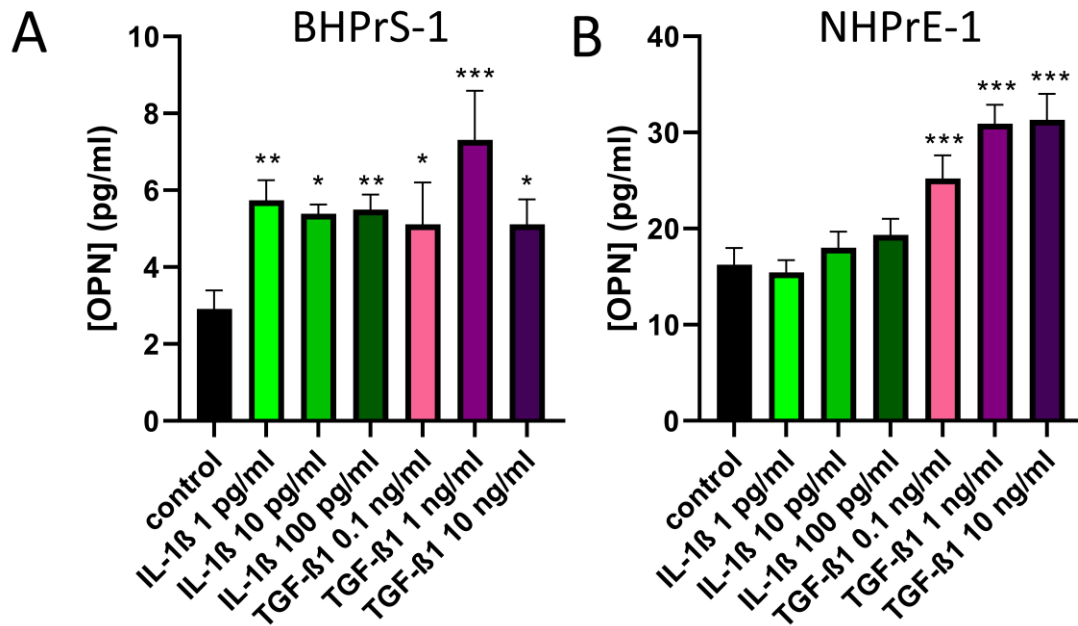 A
BHPrS-1
[OPN] (pg/ml)
10
8
6
4
2
0
**
*
**
*
***
*
control
IL-1ß 1 pg/ml
IL-1ß 10 pg/ml
IL-1ß 100 pg/ml
TGF-ß1 0.1 ng/ml
TGF-ß1 1 ng/ml
TGF-ß1 10 ng/ml
B
NHPrE-1
[OPN] (pg/ml)
40
30
20
10
0
***
***
***
control
IL-1ß 1 pg/ml
IL-1ß 10 pg/ml
IL-1ß 100 pg/ml
TGF-ß1 0.1 ng/ml
TGF-ß1 1 ng/ml
TGF-ß1 10 ng/ml